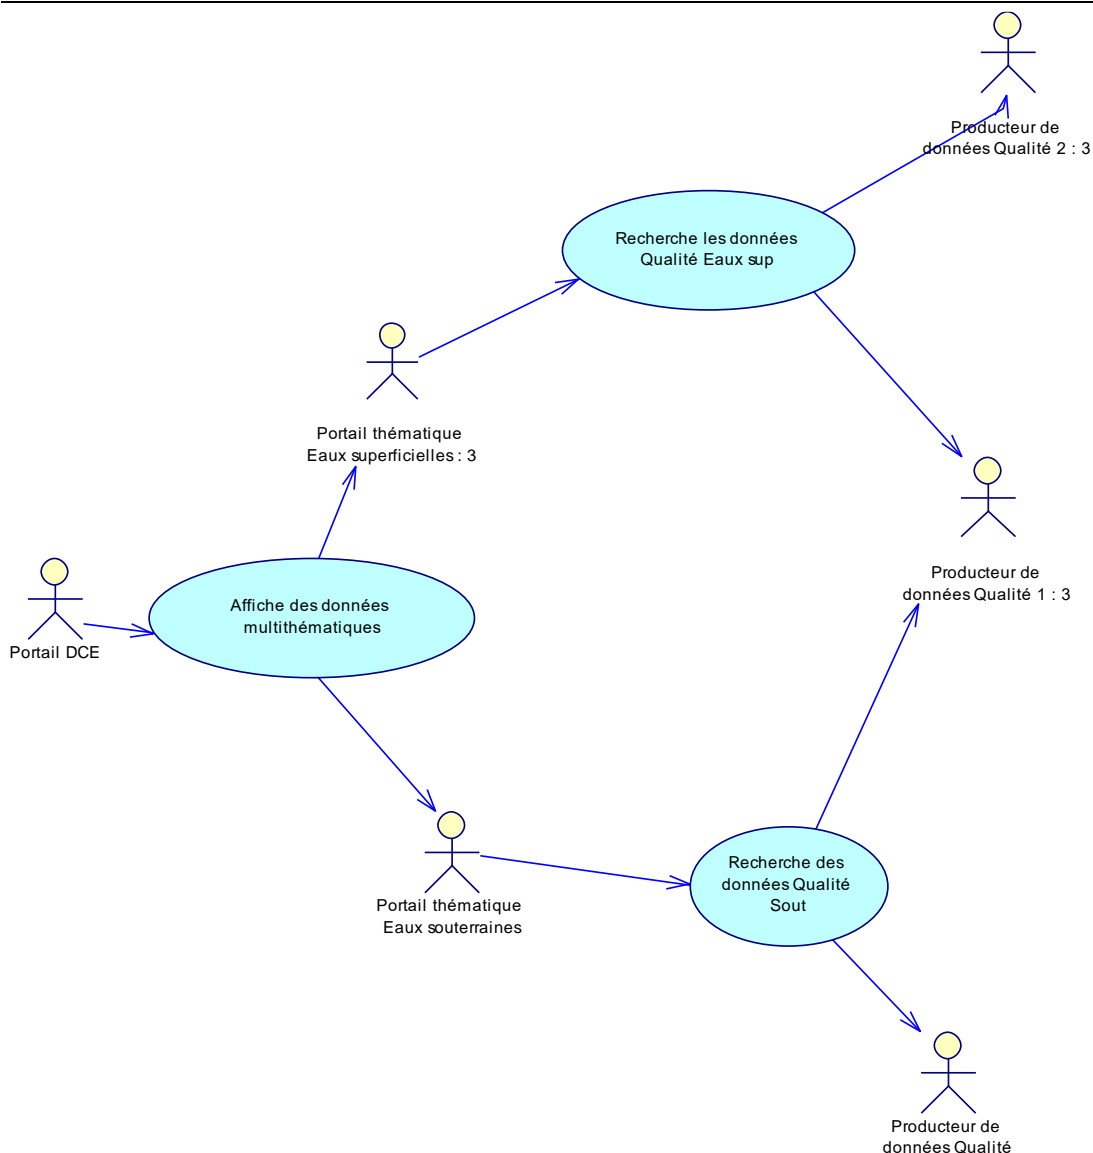 Producteur de
données Qualité 2 : 3
Recherche les données
Qualité Eaux sup
Portail thématique
Eaux superficielles : 3
Producteur de
données Qualité 1 : 3
Affiche des données
multithématiques
Portail DCE
Recherche des
données Qualité
Sout
Portail thématique
Eaux souterraines
Producteur de
données Qualité